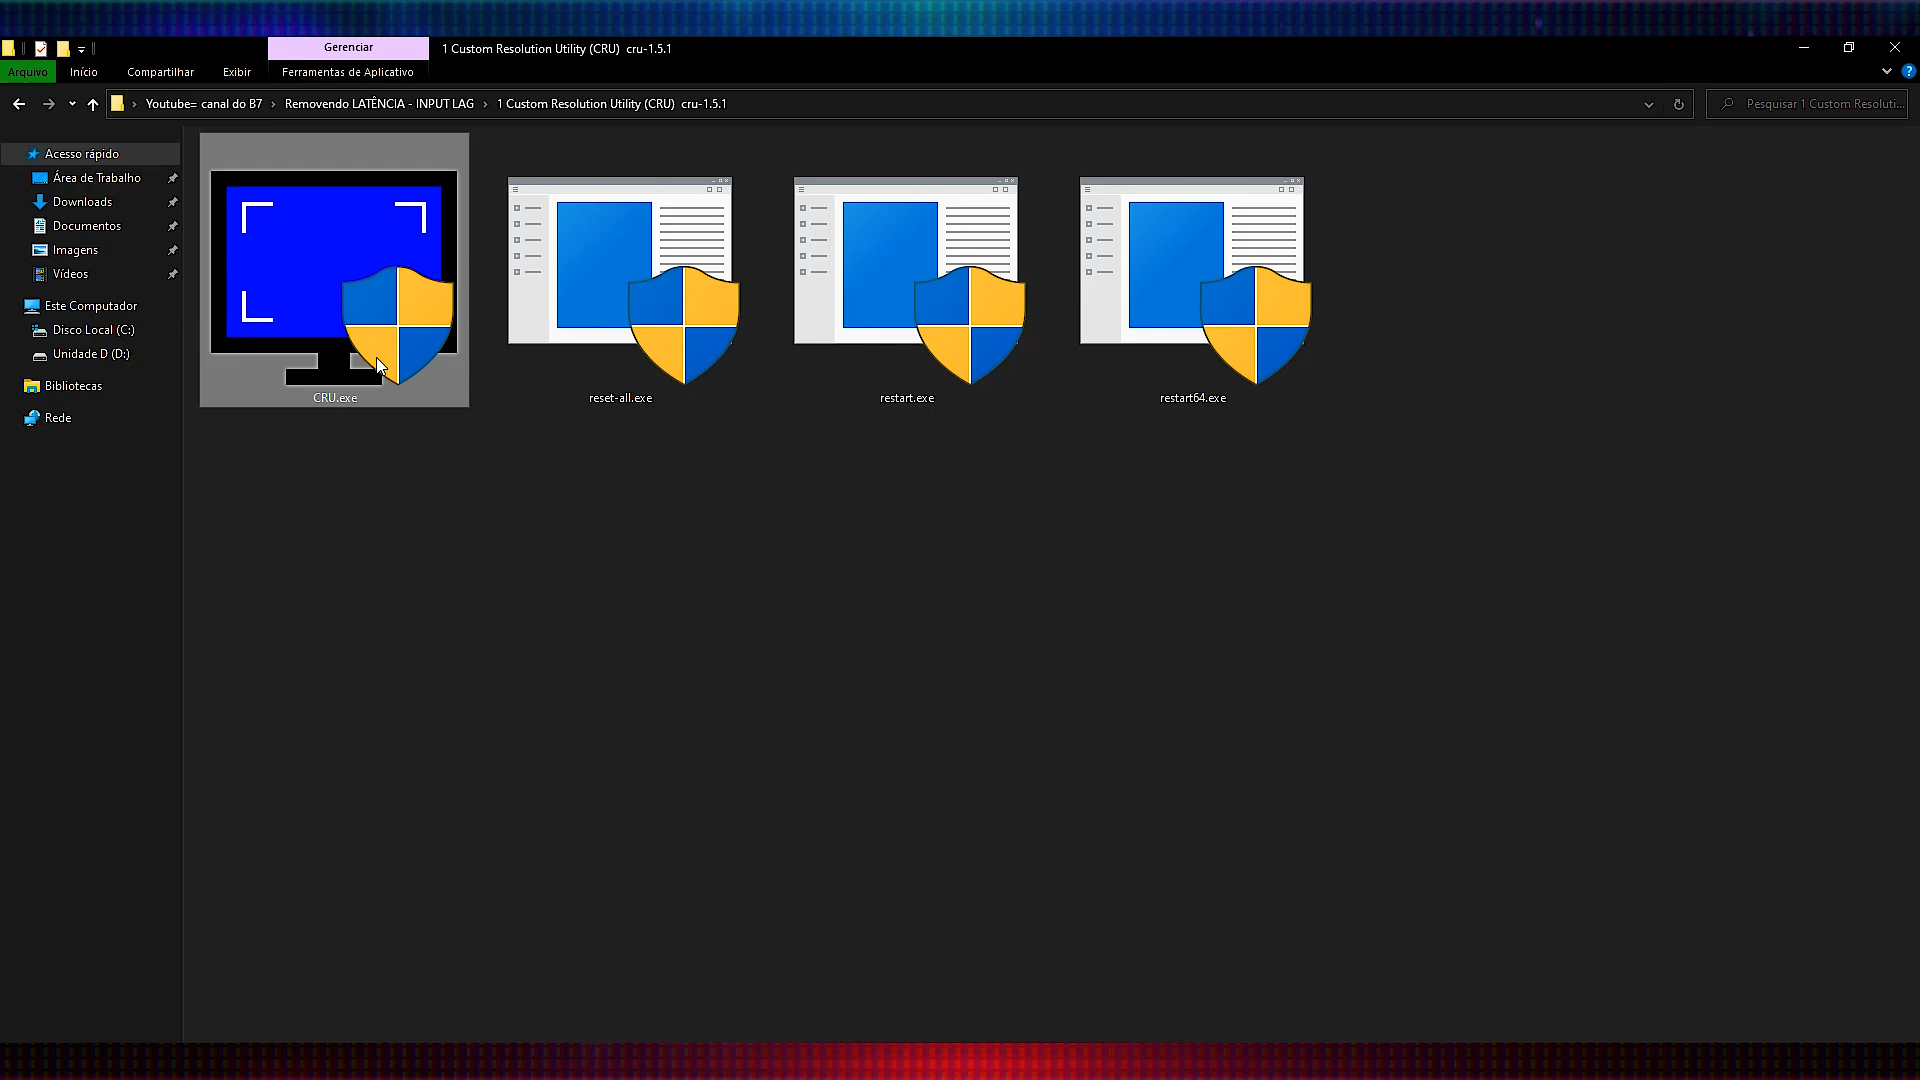 Gerenciar
1 Custom Resolution Utility (CRU)  cru-1.5.1
Arquivo
Início
Compartilhar
Exibir
Ferramentas de Aplicativo
Youtube= canal do B7
Removendo LATÊNCIA - INPUT LAG
1 Custom Resolution Utility (CRU)  cru-1.5.1
Pesquisar 1 Custom Resoluti...
Acesso rápido
Área de Trabalho
Downloads
Documentos
Imagens
Vídeos
Este Computador
Disco Local (C:)
Unidade D (D:)
Bibliotecas
Rede
CRU.exe
reset-all.exe
restart.exe
restart64.exe